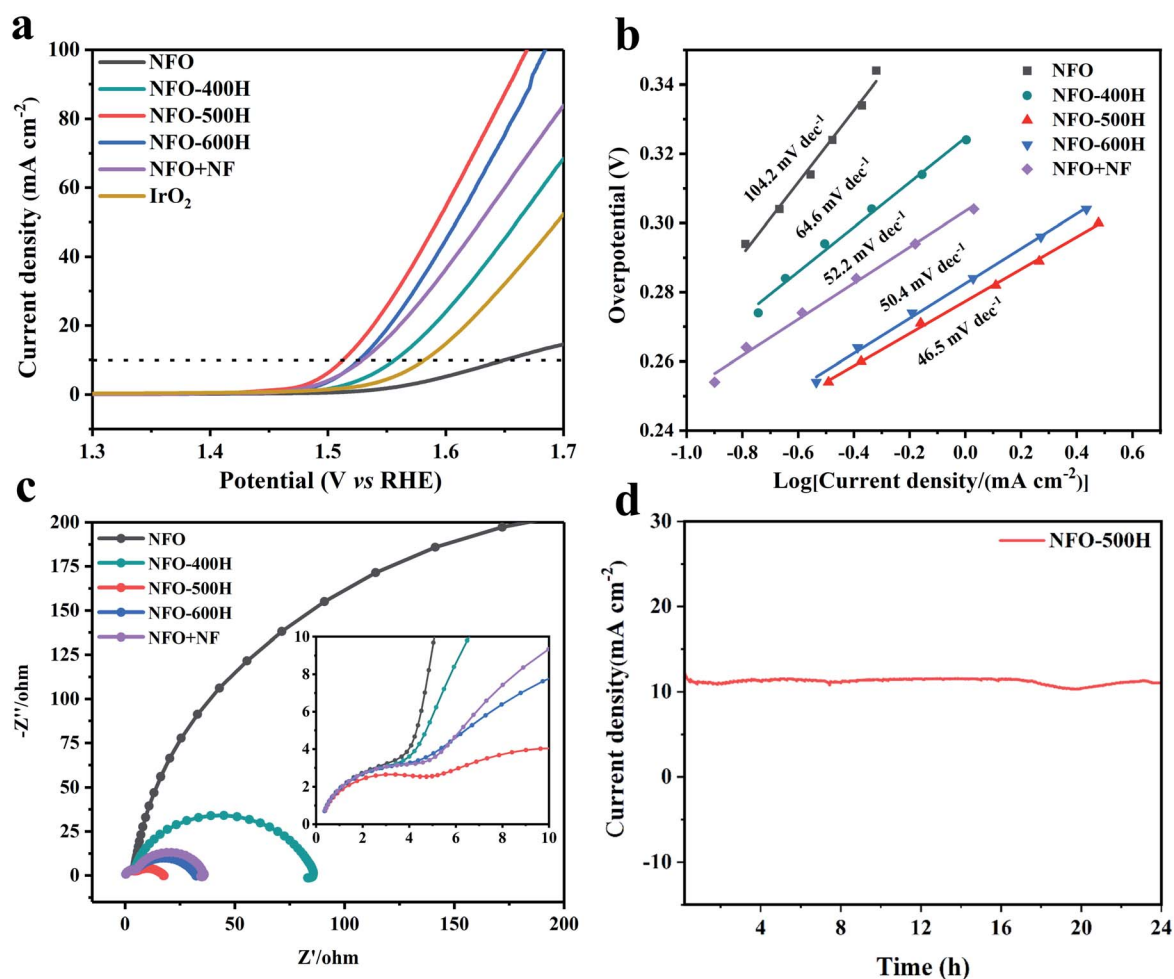 a
100
80
60
40
20
0
1.3 1.4 1.5 1.6 1.7
Current density (mA cm⁻²)
Potential (V vs RHE)
NFO
NFO-400H
NFO-500H
NFO-600H
NFO+NF
IrO₂
b
0.36
0.32
0.28
0.24
-1.0 -0.8 -0.6 -0.4 -0.2 0.0 0.2 0.4 0.6
Overpotential (V)
Log[Current density/(mA cm⁻²)]
NFO
NFO-400H
NFO-500H
NFO-600H
NFO+NF
104.2 mV dec⁻¹
64.6 mV dec⁻¹
52.2 mV dec⁻¹
50.4 mV dec⁻¹
46.5 mV dec⁻¹
c
200
175
150
125
100
75
50
25
0
0 50 100 150 200
-Z''/ohm
Z'/ohm
NFO
NFO-400H
NFO-500H
NFO-600H
NFO+NF
10
8
6
4
2
0
0 2 4 6 8 10
d
30
20
10
0
-10
4 8 12 16 20 24
Current density(mA cm⁻²)
Time (h)
NFO-500H